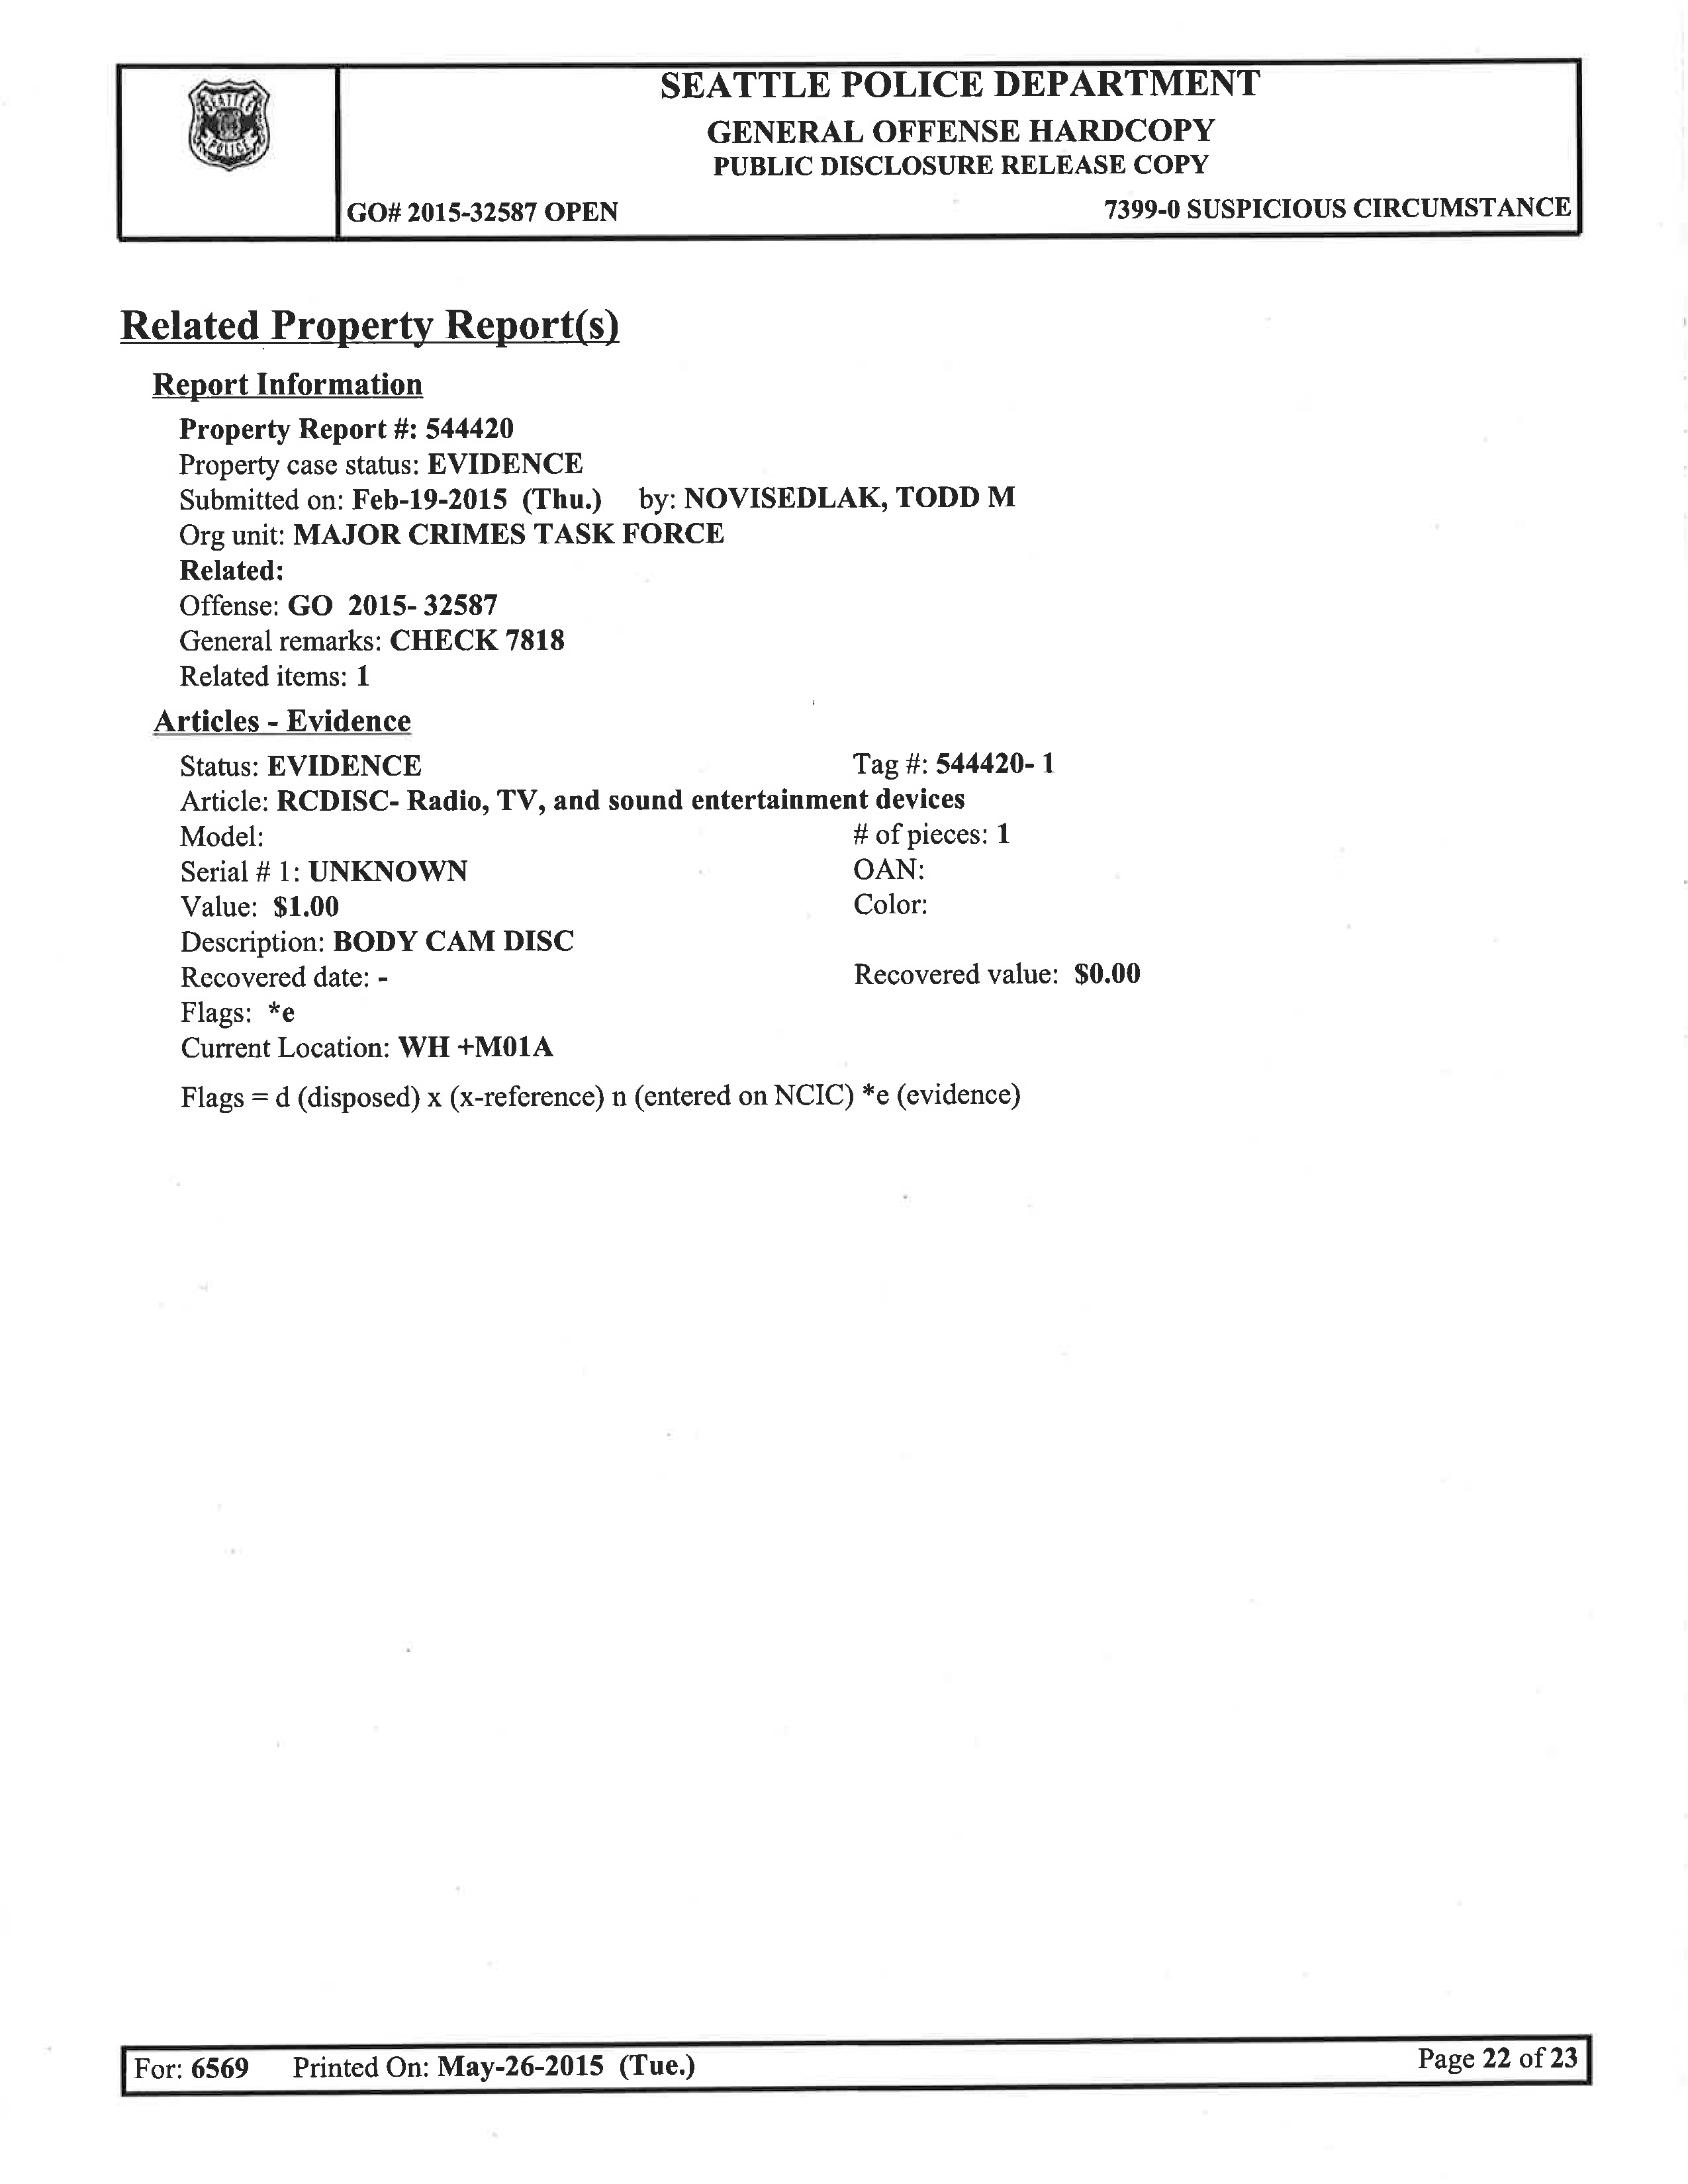 SEATTLE POLICE DEPARTMENT
GENERAL OFFENSE HARDCOPY
PUBLIC DISCLOSURE RELEASE COPY
SEATTLE
POLICE
GO# 2015-32587 OPEN 7399-0 SUSPICIOUS CIRCUMSTANCE
Related Property Report(s)
Report Information
Property Report #: 544420
Property case status: EVIDENCE
Submitted on: Feb-19-2015 (Thu.) by: NOVISEDLAK, TODD M
Org unit: MAJOR CRIMES TASK FORCE
Related:
Offense: GO 2015- 32587
General remarks: CHECK 7818
Related items: 1
Articles - Evidence
Status: EVIDENCE Tag #: 544420- 1
Article: RCDISC- Radio, TV, and sound entertainment devices
Model: # of pieces: 1
Serial # 1: UNKNOWN OAN:
Value: $1.00 Color:
Description: BODY CAM DISC
Recovered date: - Recovered value: $0.00
Flags: *e
Current Location: WH +M01A
Flags = d (disposed) x (x-reference) n (entered on NCIC) *e (evidence)
For: 6569 Printed On: May-26-2015 (Tue.) Page 22 of 23